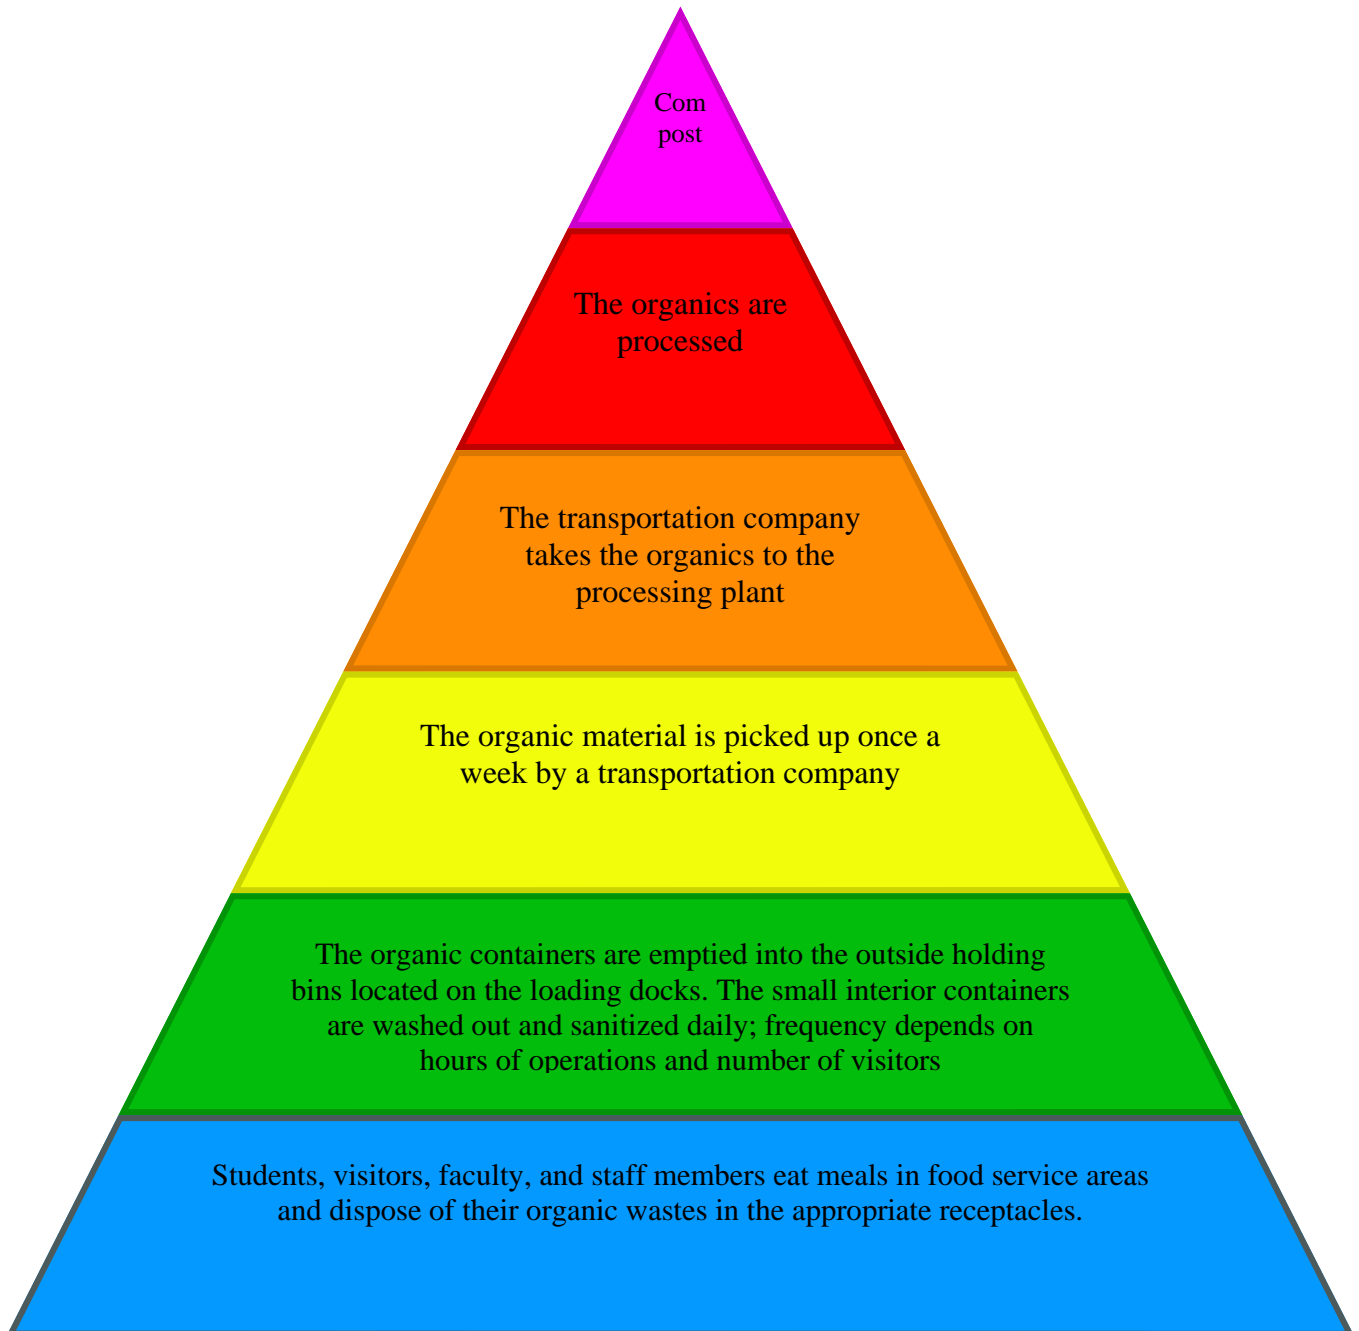 Com
post
The organics are
processed
The transportation company
takes the organics to the
processing plant
The organic material is picked up once a
week by a transportation company
The organic containers are emptied into the outside holding
bins located on the loading docks. The small interior containers
are washed out and sanitized daily; frequency depends on
hours of operations and number of visitors
Students, visitors, faculty, and staff members eat meals in food service areas
and dispose of their organic wastes in the appropriate receptacles.